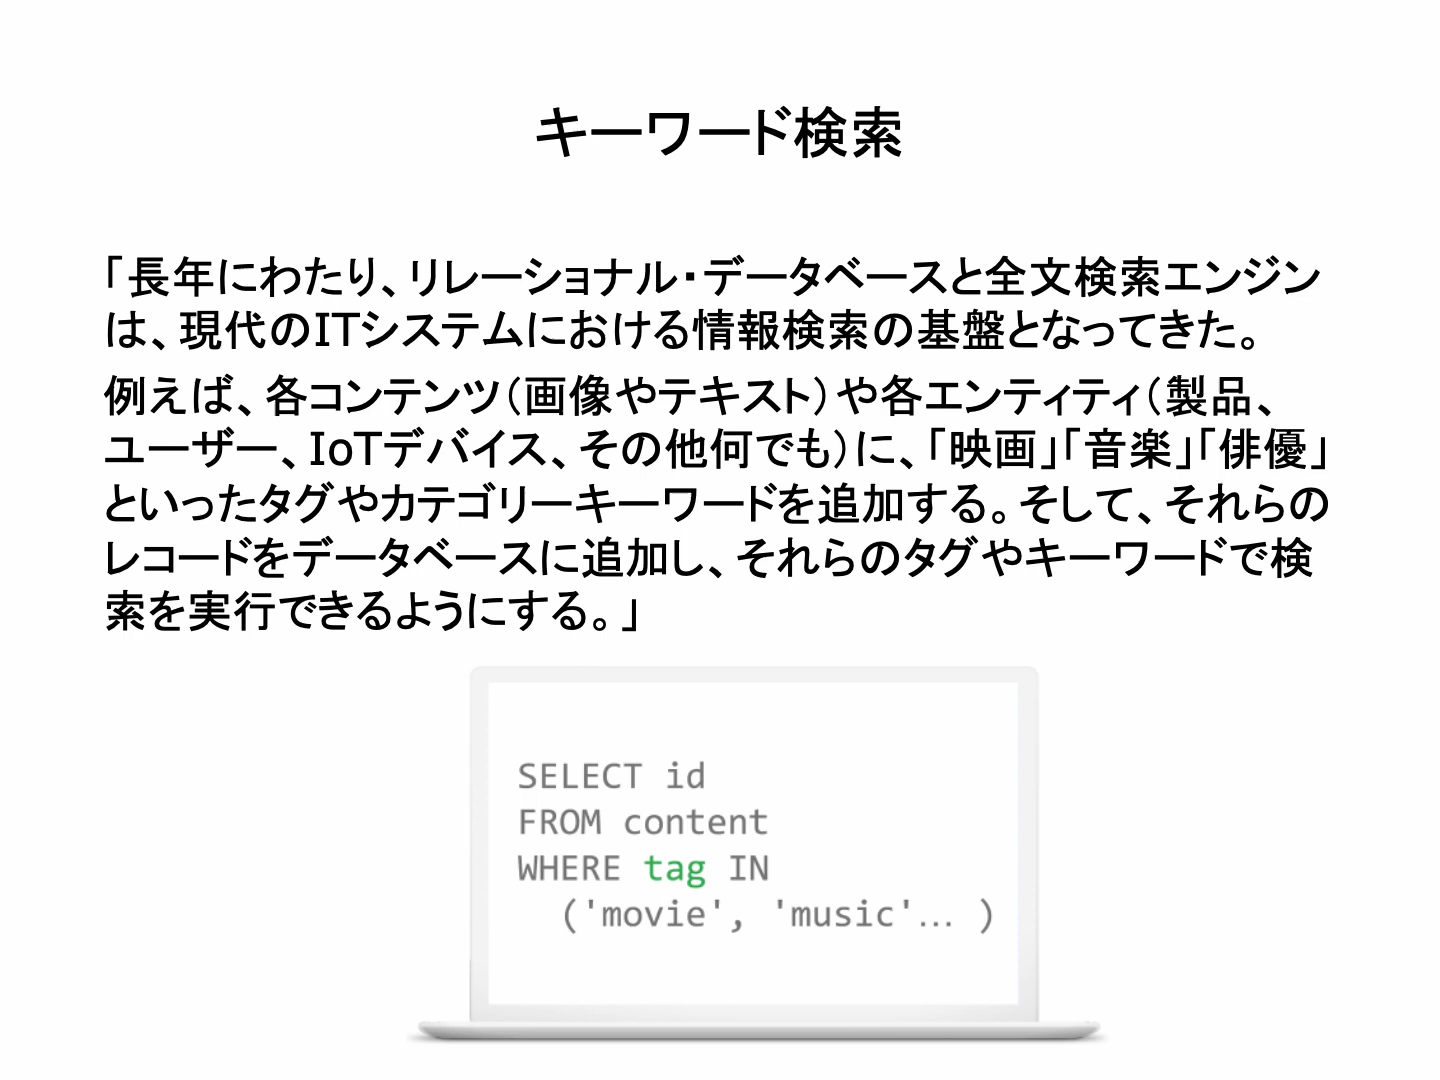 キーワード検索
「長年にわたり、リレーショナル・データベースと全文検索エンジン
は、現代のITシステムにおける情報検索の基盤となってきた。
例えば、各コンテンツ（画像やテキスト）や各エンティティ（製品、
ユーザー、IoTデバイス、その他何でも）に、「映画」「音楽」「俳優」
といったタグやカテゴリーキーワードを追加する。そして、それらの
レコードをデータベースに追加し、それらのタグやキーワードで検
索を実行できるようにする。」
SELECT id
FROM content
WHERE tag IN
('movie', 'music'... )